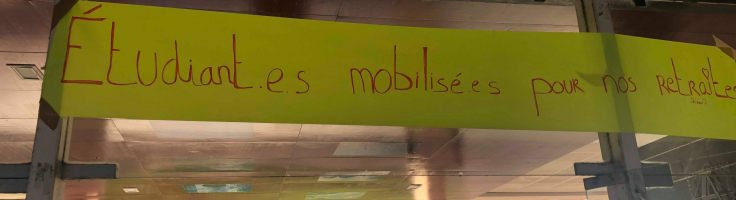 Étudiant.e.s mobilisées pour nos retraites